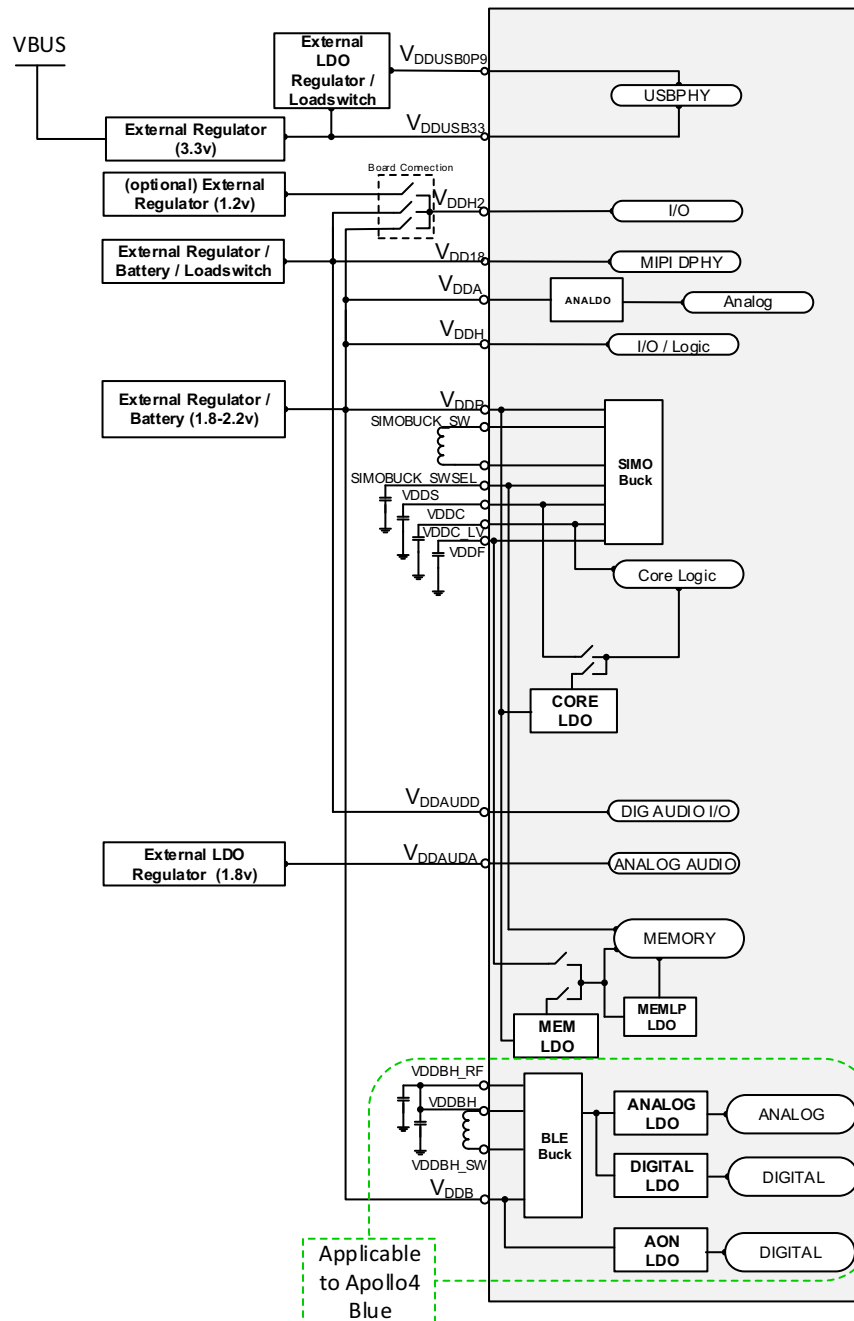 VBUS
External
LDO
Regulator /
Loadswitch
VDDUSB0P9
USBPHY
External Regulator
(3.3v)
VDDUSB33
Board Connection
(optional) External
Regulator (1.2v)
VDDH2
I/O
External Regulator /
Battery / Loadswitch
VDD18
MIPI DPHY
VDDA
ANALDO
Analog
VDDH
I/O / Logic
External Regulator /
Battery (1.8-2.2v)
VDDP
SIMOBUCK_SW
SIMO
Buck
SIMOBUCK_SWSEL
VDDS
VDDC
VDDC_LV
VDDF
Core Logic
CORE
LDO
VDDAUDD
DIG AUDIO I/O
External LDO
Regulator (1.8v)
VDDAUDA
ANALOG AUDIO
MEMORY
MEM
LDO
MEMLP
LDO
VDDBH_RF
VDDBH
BLE
Buck
ANALOG
LDO
ANALOG
VDDBH_SW
DIGITAL
LDO
DIGITAL
VDDB
AON
LDO
DIGITAL
Applicable
to Apollo4
Blue